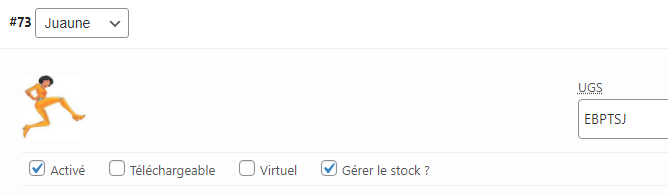 #73 Juaune
UGS
EBPTSJ
Activé Téléchargeable Virtuel Gérer le stock ?